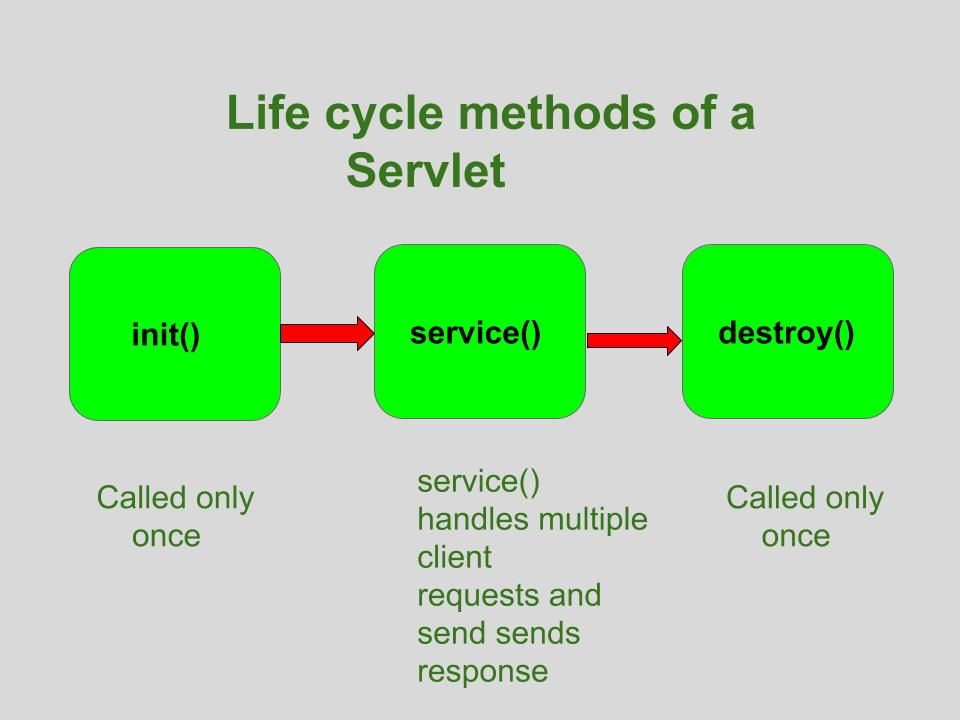 Life cycle methods of a
Servlet
init()
service()
destroy()
Called only
once
service()
handles multiple
client
requests and
send sends
response
Called only
once